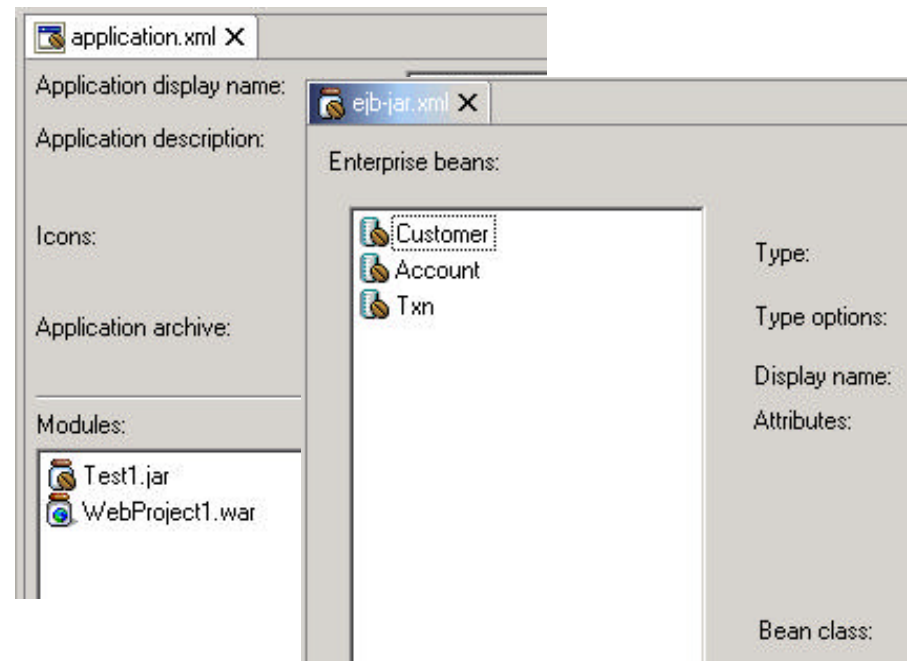 application.xml
Application display name:
Application description:
Icons:
Application archive:
Modules:
Test1.jar
WebProject1.war
ejb-jar.xml
Enterprise beans:
Customer
Account
Txn
Type:
Type options:
Display name:
Attributes:
Bean class: